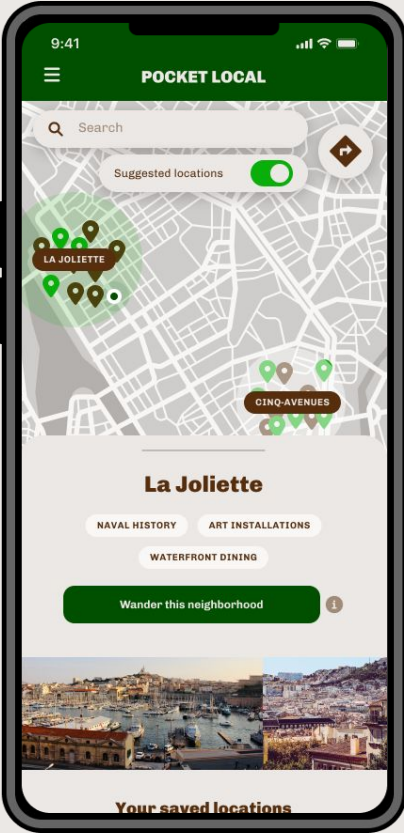 9:41
POCKET LOCAL
Search
Suggested locations
LA JOLIETTE
CINQ-AVENUES
La Joliette
NAVAL HISTORY
ART INSTALLATIONS
WATERFRONT DINING
Wander this neighborhood
i
Your saved locations